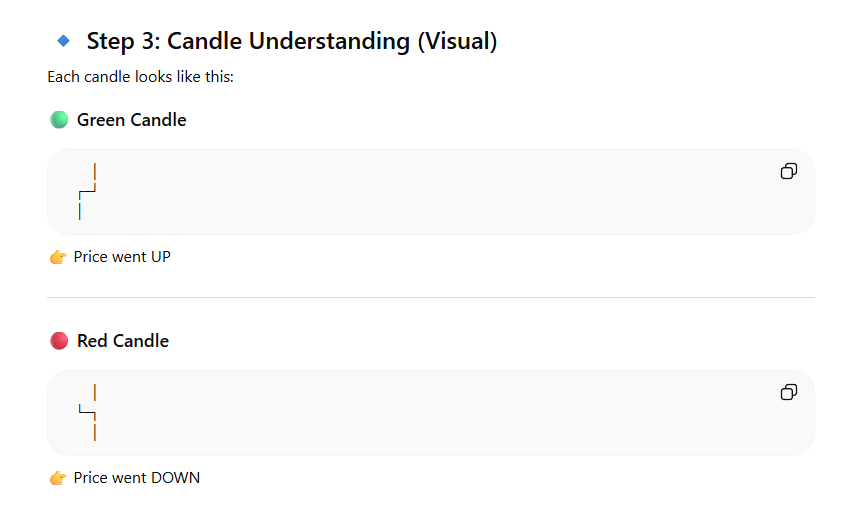 🔹 Step 3: Candle Understanding (Visual)
Each candle looks like this:
🟢 Green Candle
  │
┌─┘
│
👉 Price went UP
🔴 Red Candle
  │
└─┐
  │
👉 Price went DOWN